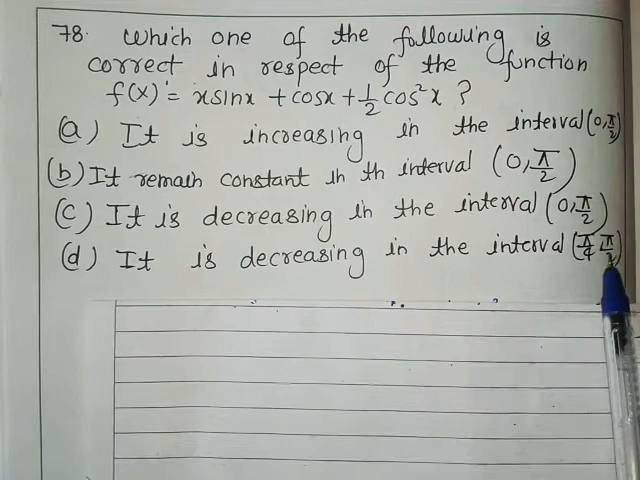 78. Which one of the following is
correct in respect of the function
f(x) = xsinx + cosx + 1/2 cos²x ?
(a) It is increasing in the interval (0, π/2)
(b) It remain constant in th interval (0, π/2)
(c) It is decreasing in the interval (0, π/2)
(d) It is decreasing in the interval (π/4, π/2)